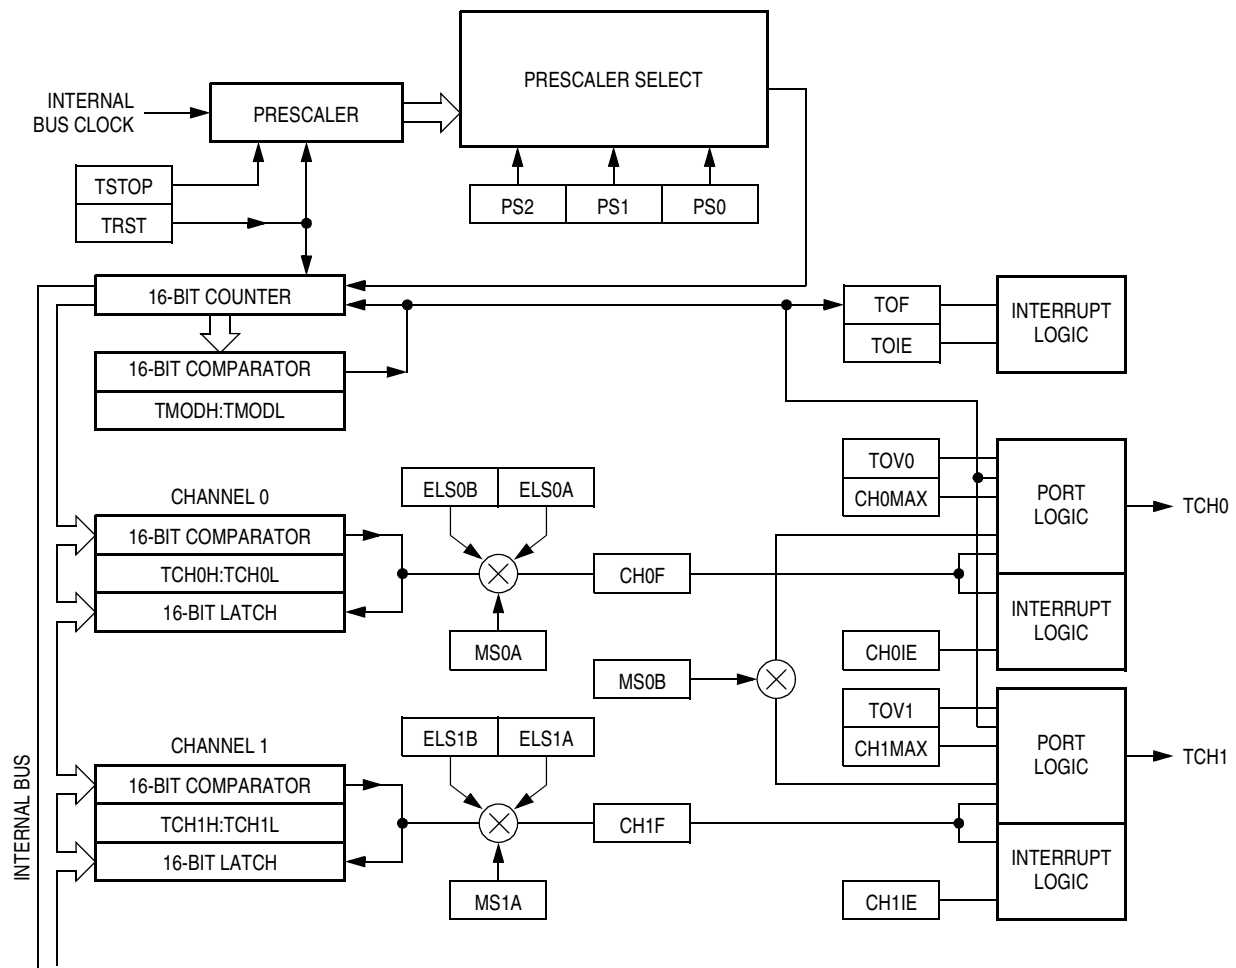 PRESCALER SELECT
INTERNAL
BUS CLOCK
PRESCALER
TSTOP
TRST
PS2
PS1
PS0
16-BIT COUNTER
TOF
TOIE
INTERRUPT
LOGIC
16-BIT COMPARATOR
TMODH:TMODL
CHANNEL 0
16-BIT COMPARATOR
TCH0H:TCH0L
16-BIT LATCH
ELS0B
ELS0A
MS0A
CH0F
TOV0
CH0MAX
PORT
LOGIC
TCH0
INTERRUPT
LOGIC
CH0IE
MS0B
CHANNEL 1
16-BIT COMPARATOR
TCH1H:TCH1L
16-BIT LATCH
ELS1B
ELS1A
MS1A
CH1F
TOV1
CH1MAX
PORT
LOGIC
TCH1
INTERRUPT
LOGIC
CH1IE
INTERNAL BUS